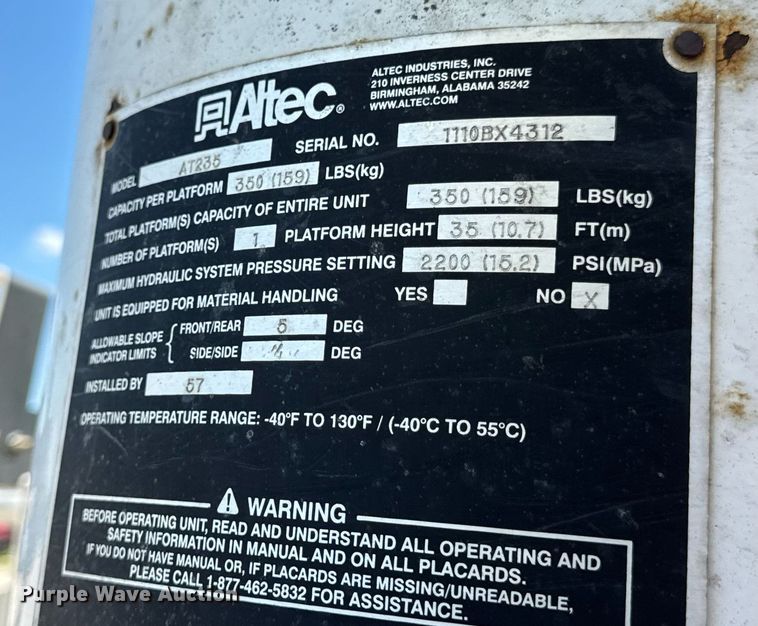 Altec®
ALTEC INDUSTRIES, INC.
210 INVERNESS CENTER DRIVE
BIRMINGHAM, ALABAMA 35242
WWW.ALTEC.COM
MODEL AT235 SERIAL NO. 1110BX4312
CAPACITY PER PLATFORM 350 (159) LBS(kg)
TOTAL PLATFORM(S) CAPACITY OF ENTIRE UNIT 350 (159) LBS(kg)
NUMBER OF PLATFORM(S) 1 PLATFORM HEIGHT 35 (10.7) FT(m)
MAXIMUM HYDRAULIC SYSTEM PRESSURE SETTING 2200 (15.2) PSI(MPa)
UNIT IS EQUIPPED FOR MATERIAL HANDLING YES NO X
ALLOWABLE SLOPE INDICATOR LIMITS { FRONT/REAR 5 DEG
SIDE/SIDE DEG
INSTALLED BY 57
OPERATING TEMPERATURE RANGE: -40°F TO 130°F / (-40°C TO 55°C)
WARNING
BEFORE OPERATING UNIT, READ AND UNDERSTAND ALL OPERATING AND
SAFETY INFORMATION IN MANUAL AND ON ALL PLACARDS.
IF YOU DO NOT HAVE MANUAL OR, IF PLACARDS ARE MISSING/UNREADABLE,
PLEASE CALL 1-877-462-5832 FOR ASSISTANCE.
Purple Wave Auction